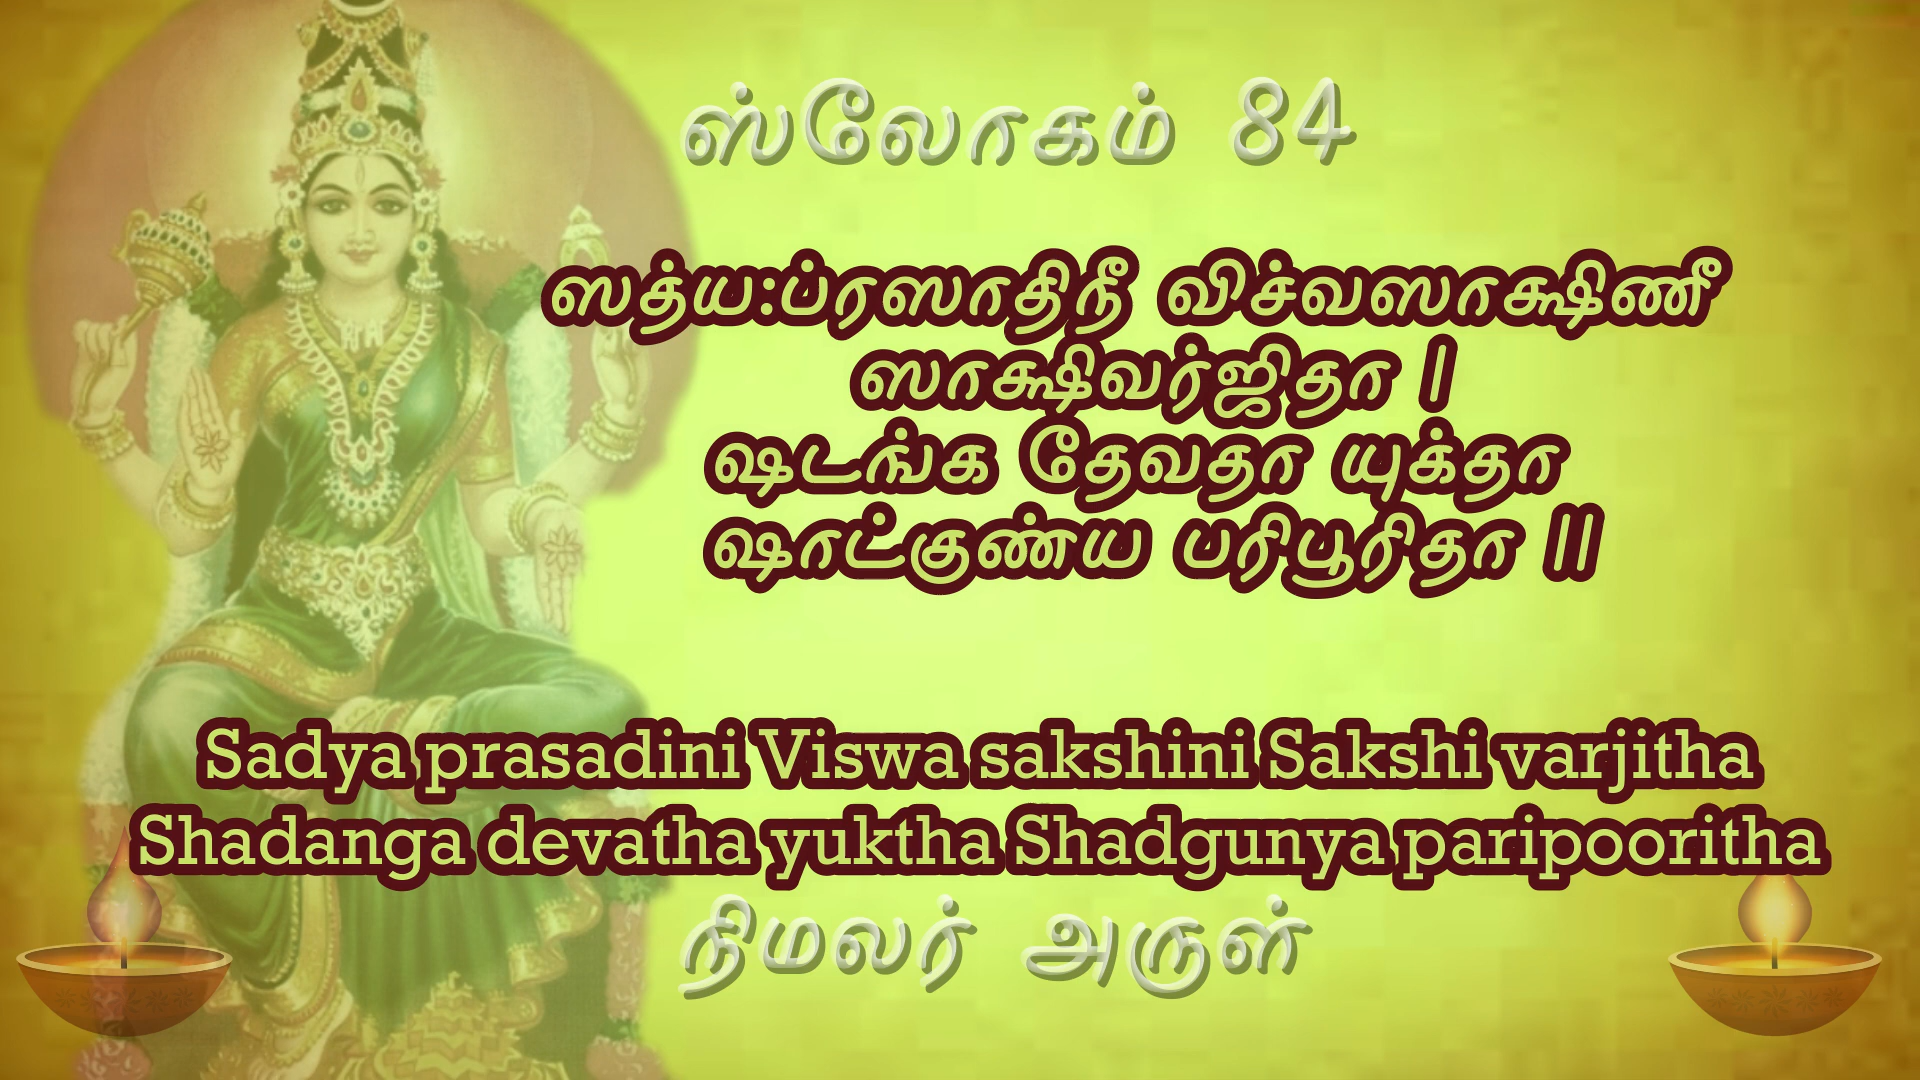 ஸ்லோகம் 84
ஸத்ய:ப்ரஸாதிநீ விச்வஸாக்ஷிணீ
ஸாக்ஷிவர்ஜிதா |
ஷடங்க தேவதா யுக்தா
ஷாட்குண்ய பரிபூரிதா ||
Sadya prasadini Viswa sakshini Sakshi varjitha
Shadanga devatha yuktha Shadgunya paripooritha
நிமலர் அருள்